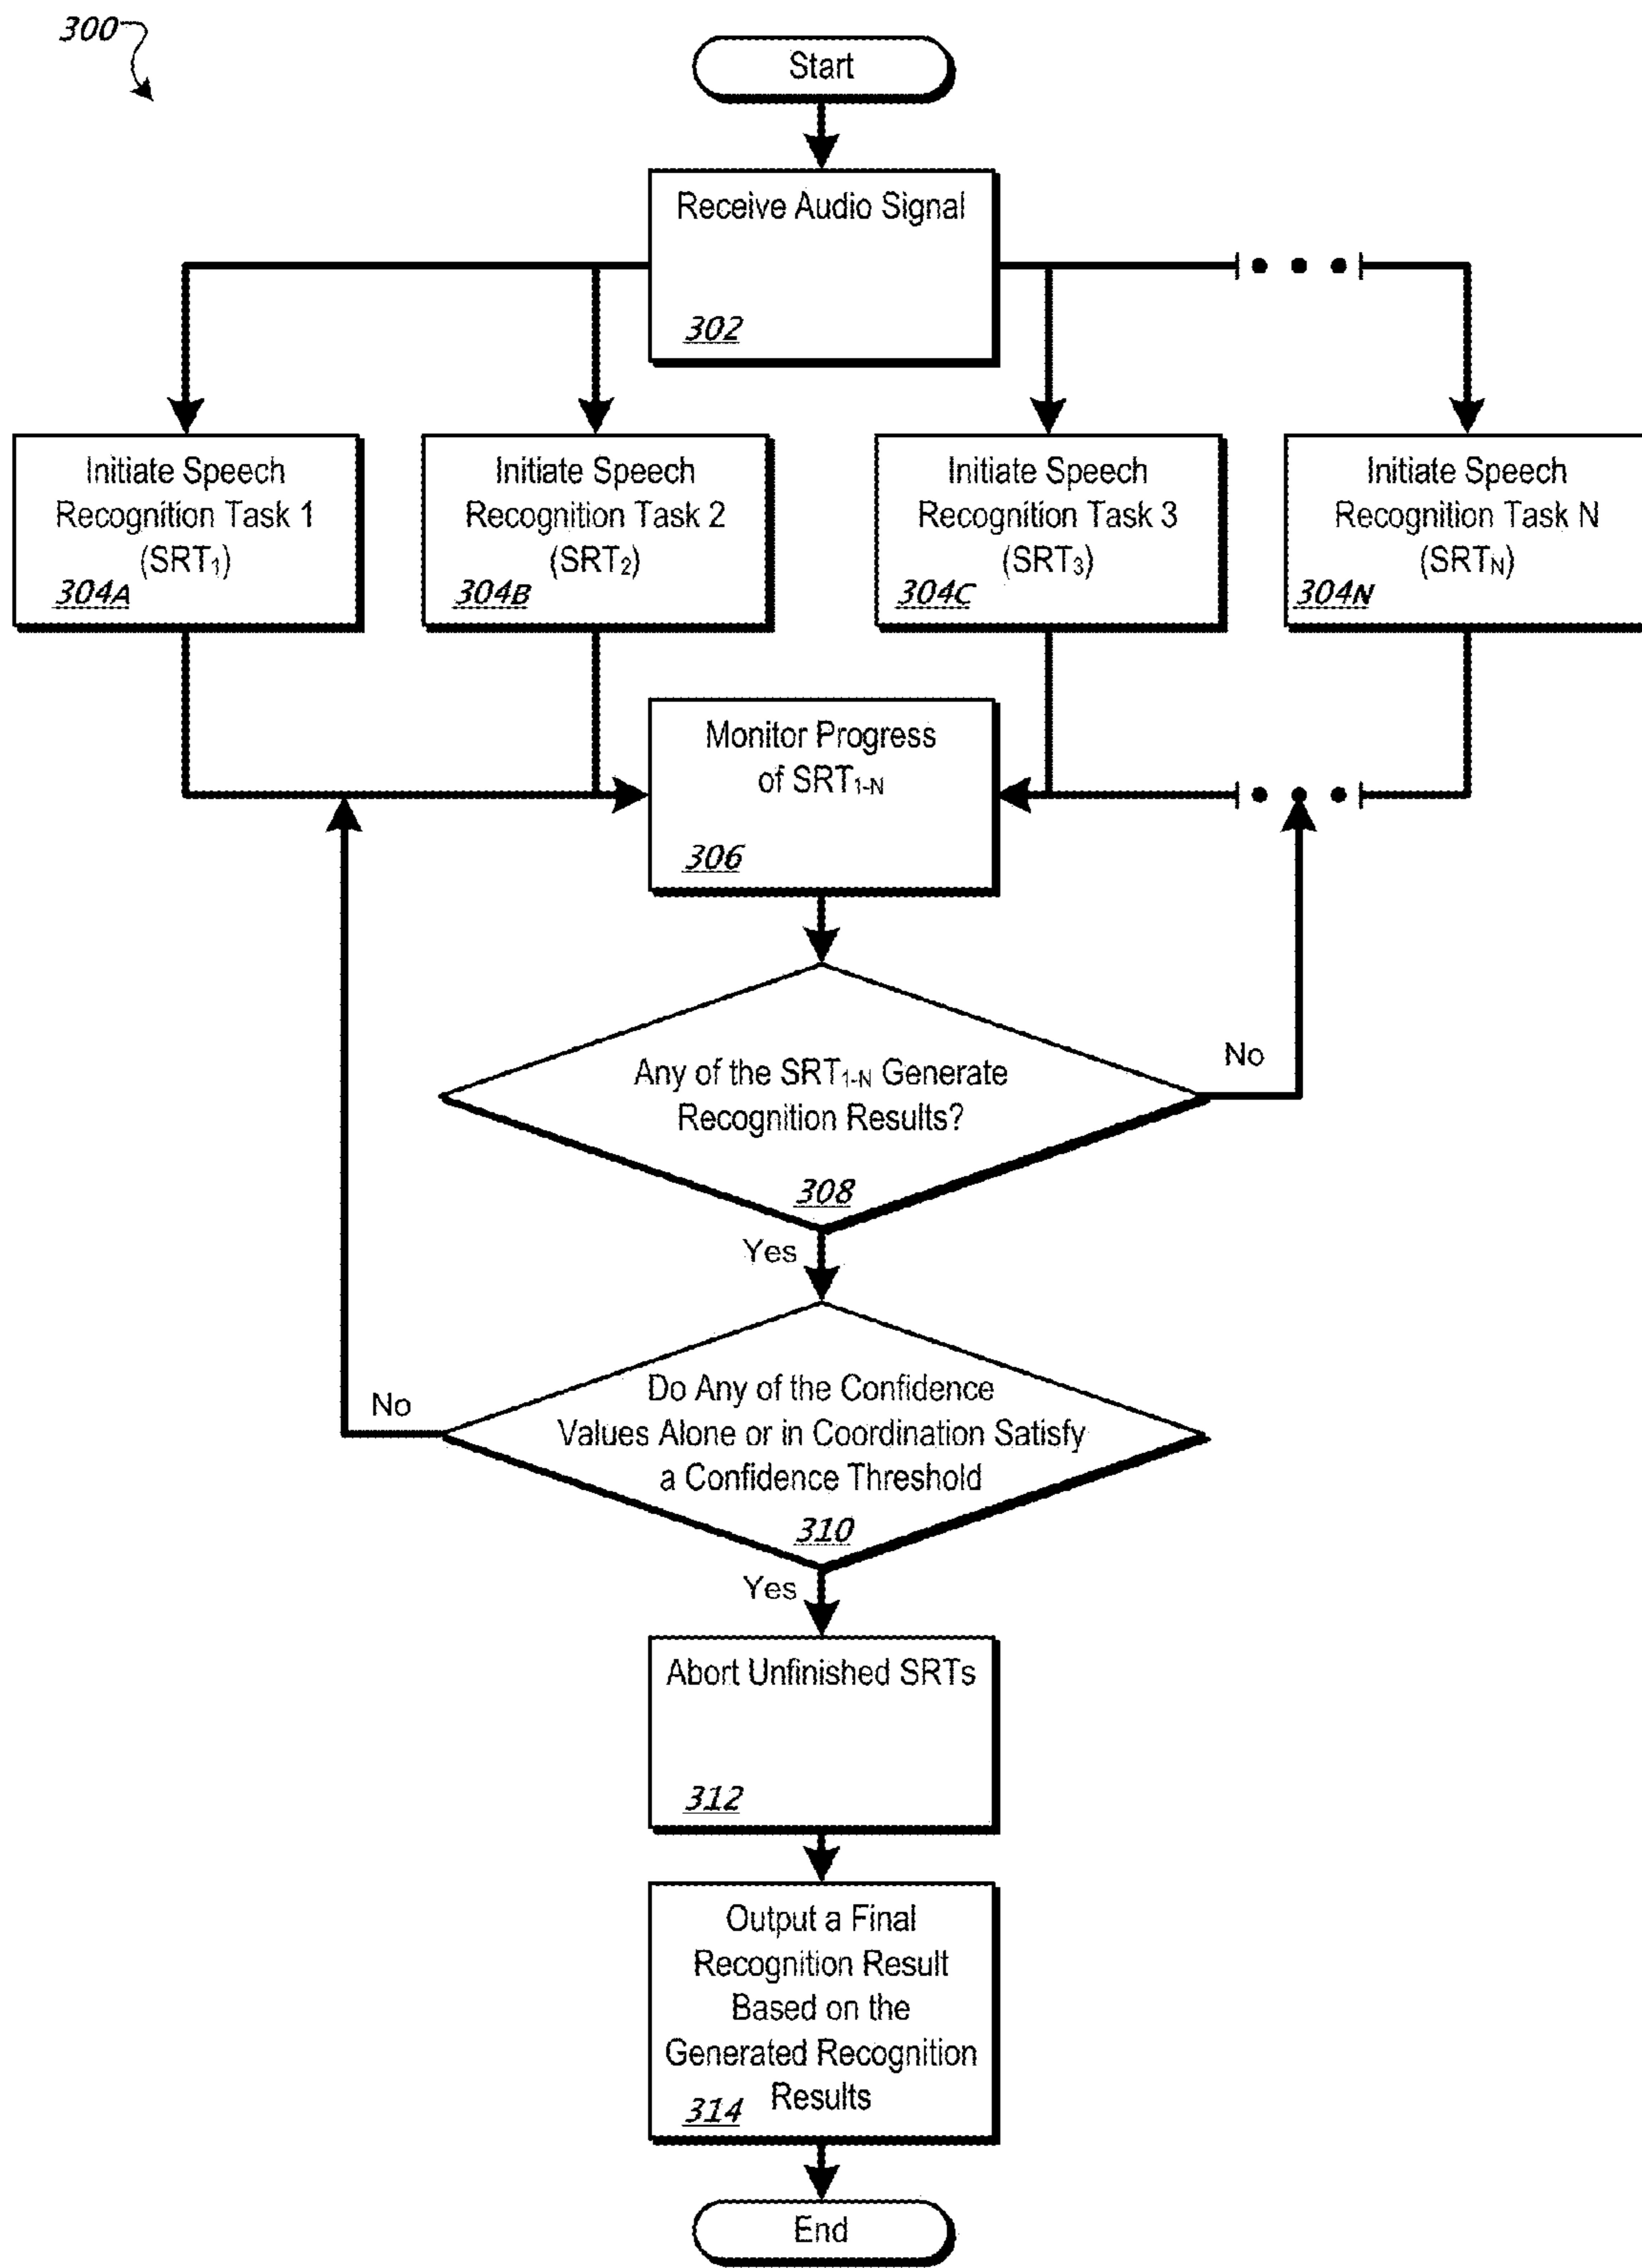 300
Start
Receive Audio Signal
302
Initiate Speech
Recognition Task 1
(SRT₁)
304A
Initiate Speech
Recognition Task 2
(SRT₂)
304B
Initiate Speech
Recognition Task 3
(SRT₃)
304C
Initiate Speech
Recognition Task N
(SRTN)
304N
Monitor Progress
of SRT1-N
306
Any of the SRT1-N Generate
Recognition Results?
308
No
Yes
Do Any of the Confidence
Values Alone or in Coordination Satisfy
a Confidence Threshold
310
No
Yes
Abort Unfinished SRTs
312
Output a Final
Recognition Result
Based on the
Generated Recognition
Results
314
End